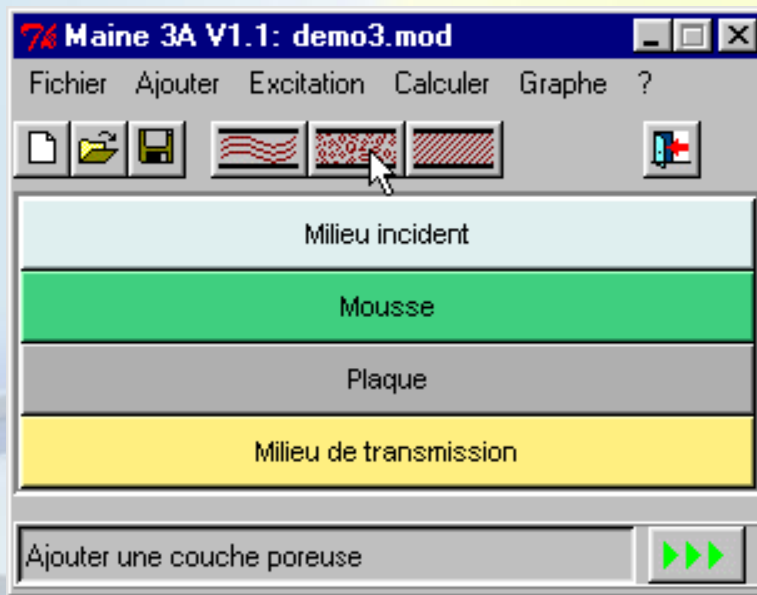 Maine 3A V1.1: demo3.mod
Fichier Ajouter Excitation Calculer Graphe ?
Milieu incident
Mousse
Plaque
Milieu de transmission
Ajouter une couche poreuse